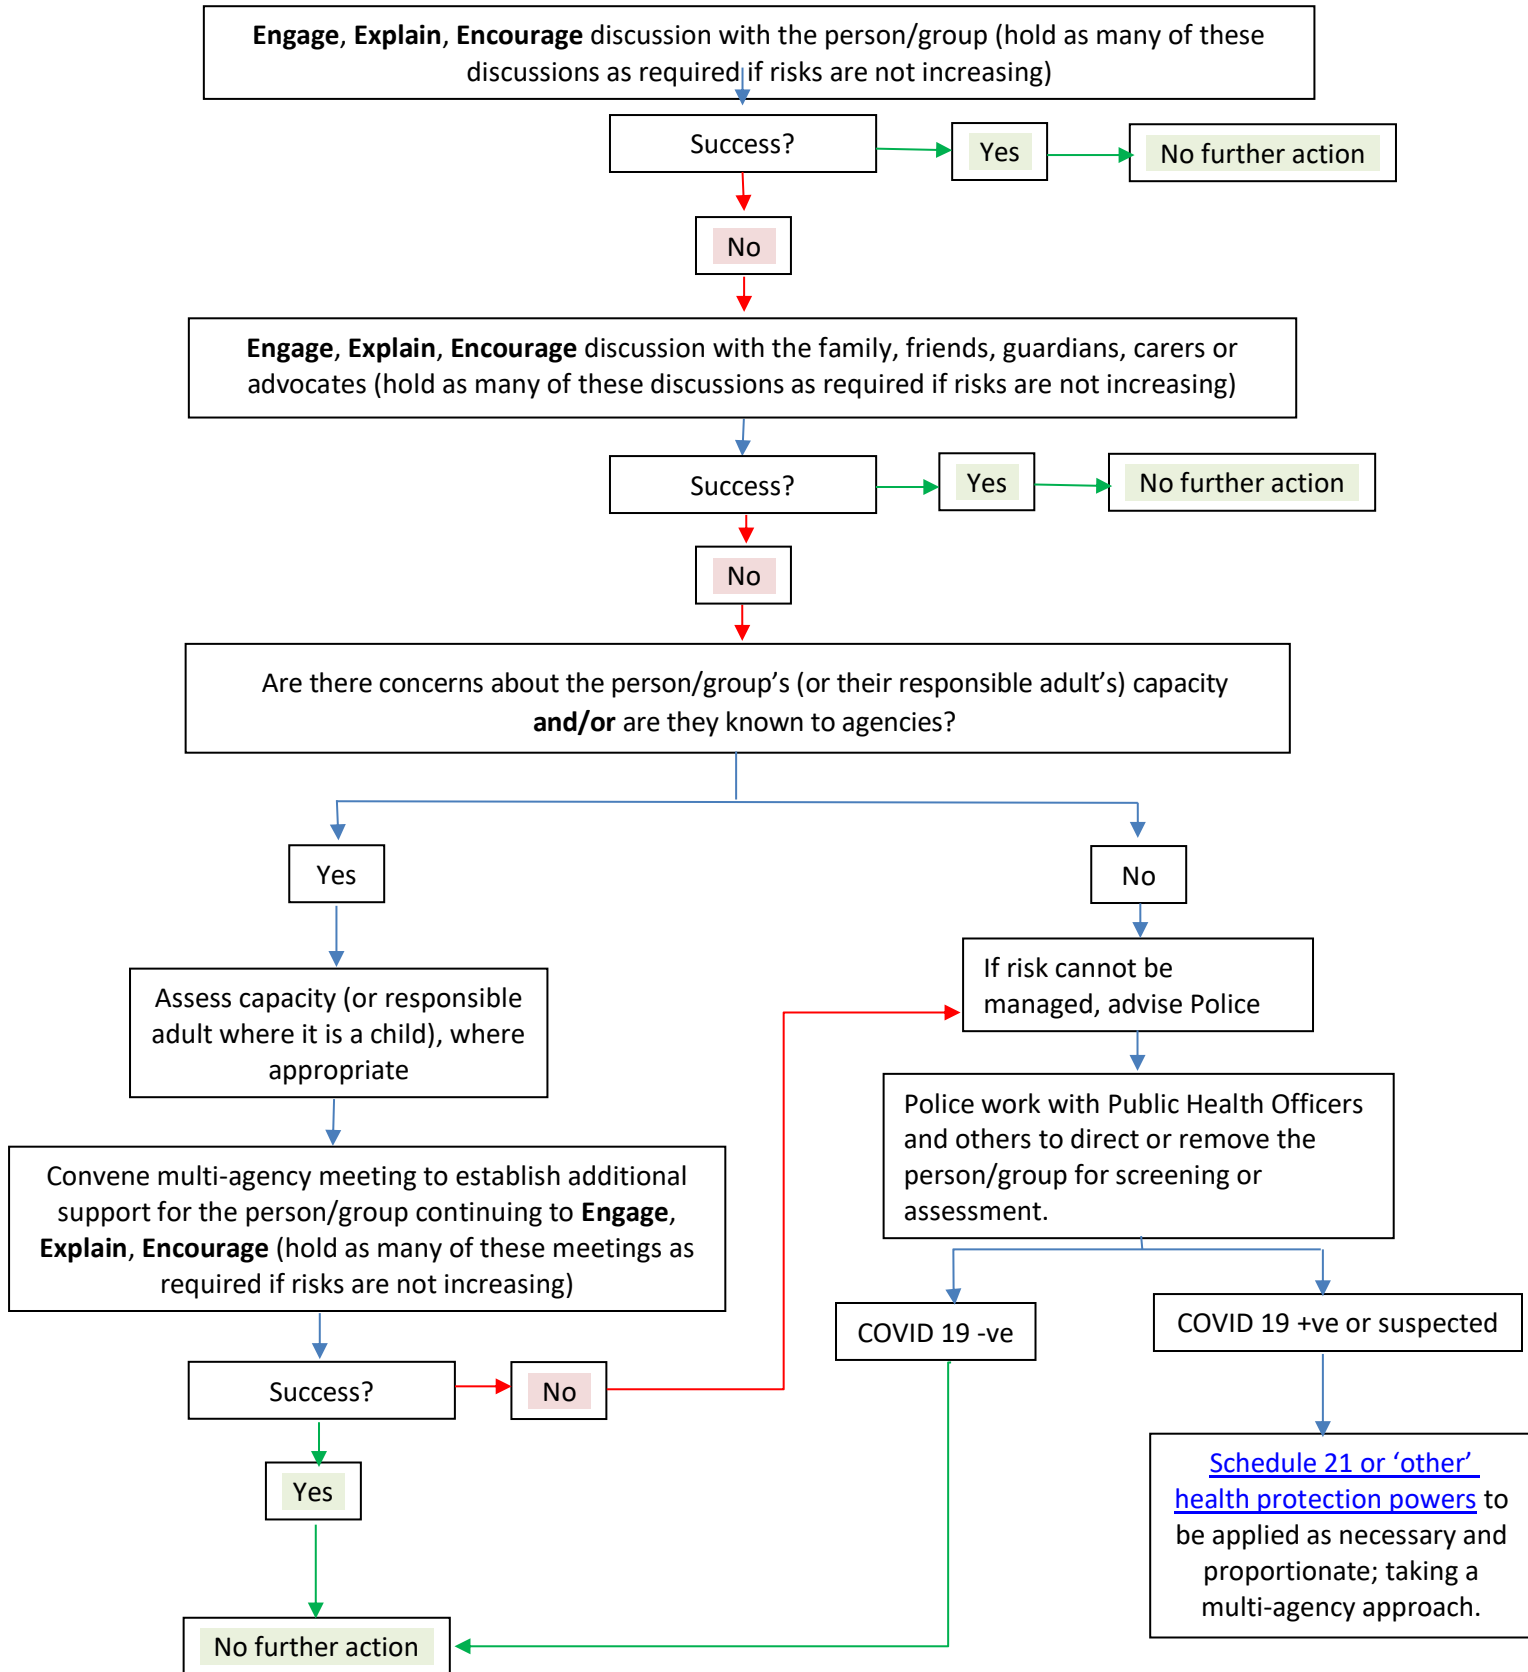 Engage, Explain, Encourage discussion with the person/group (hold as many of these
discussions as required if risks are not increasing)
Success?
Yes
No further action
No
Engage, Explain, Encourage discussion with the family, friends, guardians, carers or
advocates (hold as many of these discussions as required if risks are not increasing)
Success?
Yes
No further action
No
Are there concerns about the person/group’s (or their responsible adult’s) capacity
and/or are they known to agencies?
Yes
No
Assess capacity (or responsible
adult where it is a child), where
appropriate
If risk cannot be
managed, advise Police
Convene multi-agency meeting to establish additional
support for the person/group continuing to Engage,
Explain, Encourage (hold as many of these meetings as
required if risks are not increasing)
Police work with Public Health Officers
and others to direct or remove the
person/group for screening or
assessment.
COVID 19 -ve
COVID 19 +ve or suspected
Success?
No
Yes
No further action
Schedule 21 or ‘other’
health protection powers to
be applied as necessary and
proportionate; taking a
multi-agency approach.